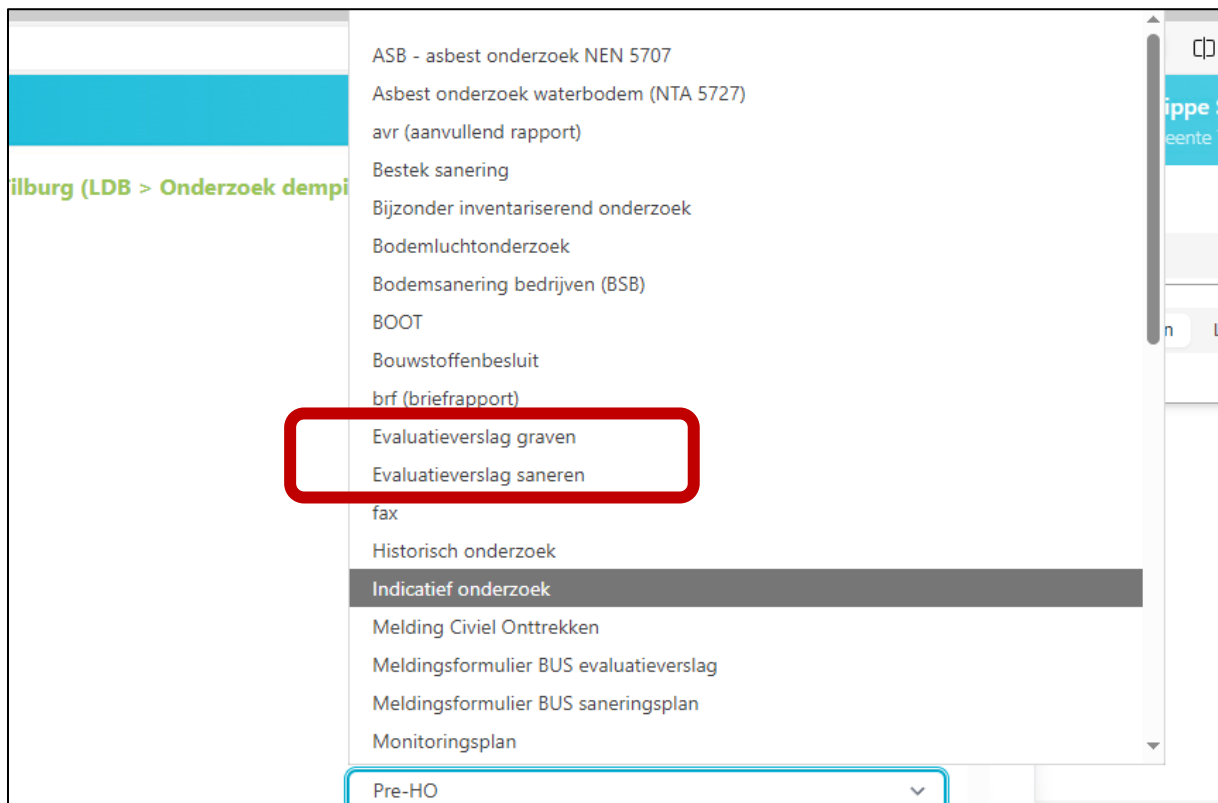 ASB - asbest onderzoek NEN 5707
Asbest onderzoek waterbodem (NTA 5727)
ippe S
avr (aanvullend rapport)
eente
Bestek sanering
ilburg (LDB > Onderzoek dempi
Bijzonder inventariserend onderzoek
Bodemluchtonderzoek
Bodemsanering bedrijven (BSB)
BOOT
n L
Bouwstoffenbesluit
brf (briefrapport)
Evaluatieverslag graven
Evaluatieverslag saneren
fax
Historisch onderzoek
Indicatief onderzoek
Melding Civiel Onttrekken
Meldingsformulier BUS evaluatieverslag
Meldingsformulier BUS saneringsplan
Monitoringsplan
Pre-HO